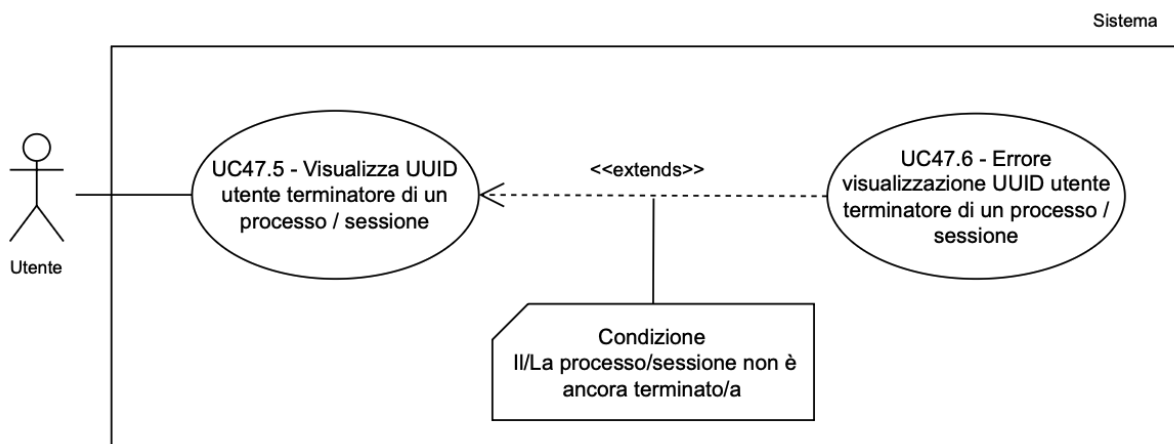 Sistema
UC47.5 - Visualizza UUID
utente terminatore di un
processo / sessione
<<extends>>
UC47.6 - Errore
visualizzazione UUID utente
terminatore di un processo /
sessione
Utente
Condizione
Il/La processo/sessione non è
ancora terminato/a